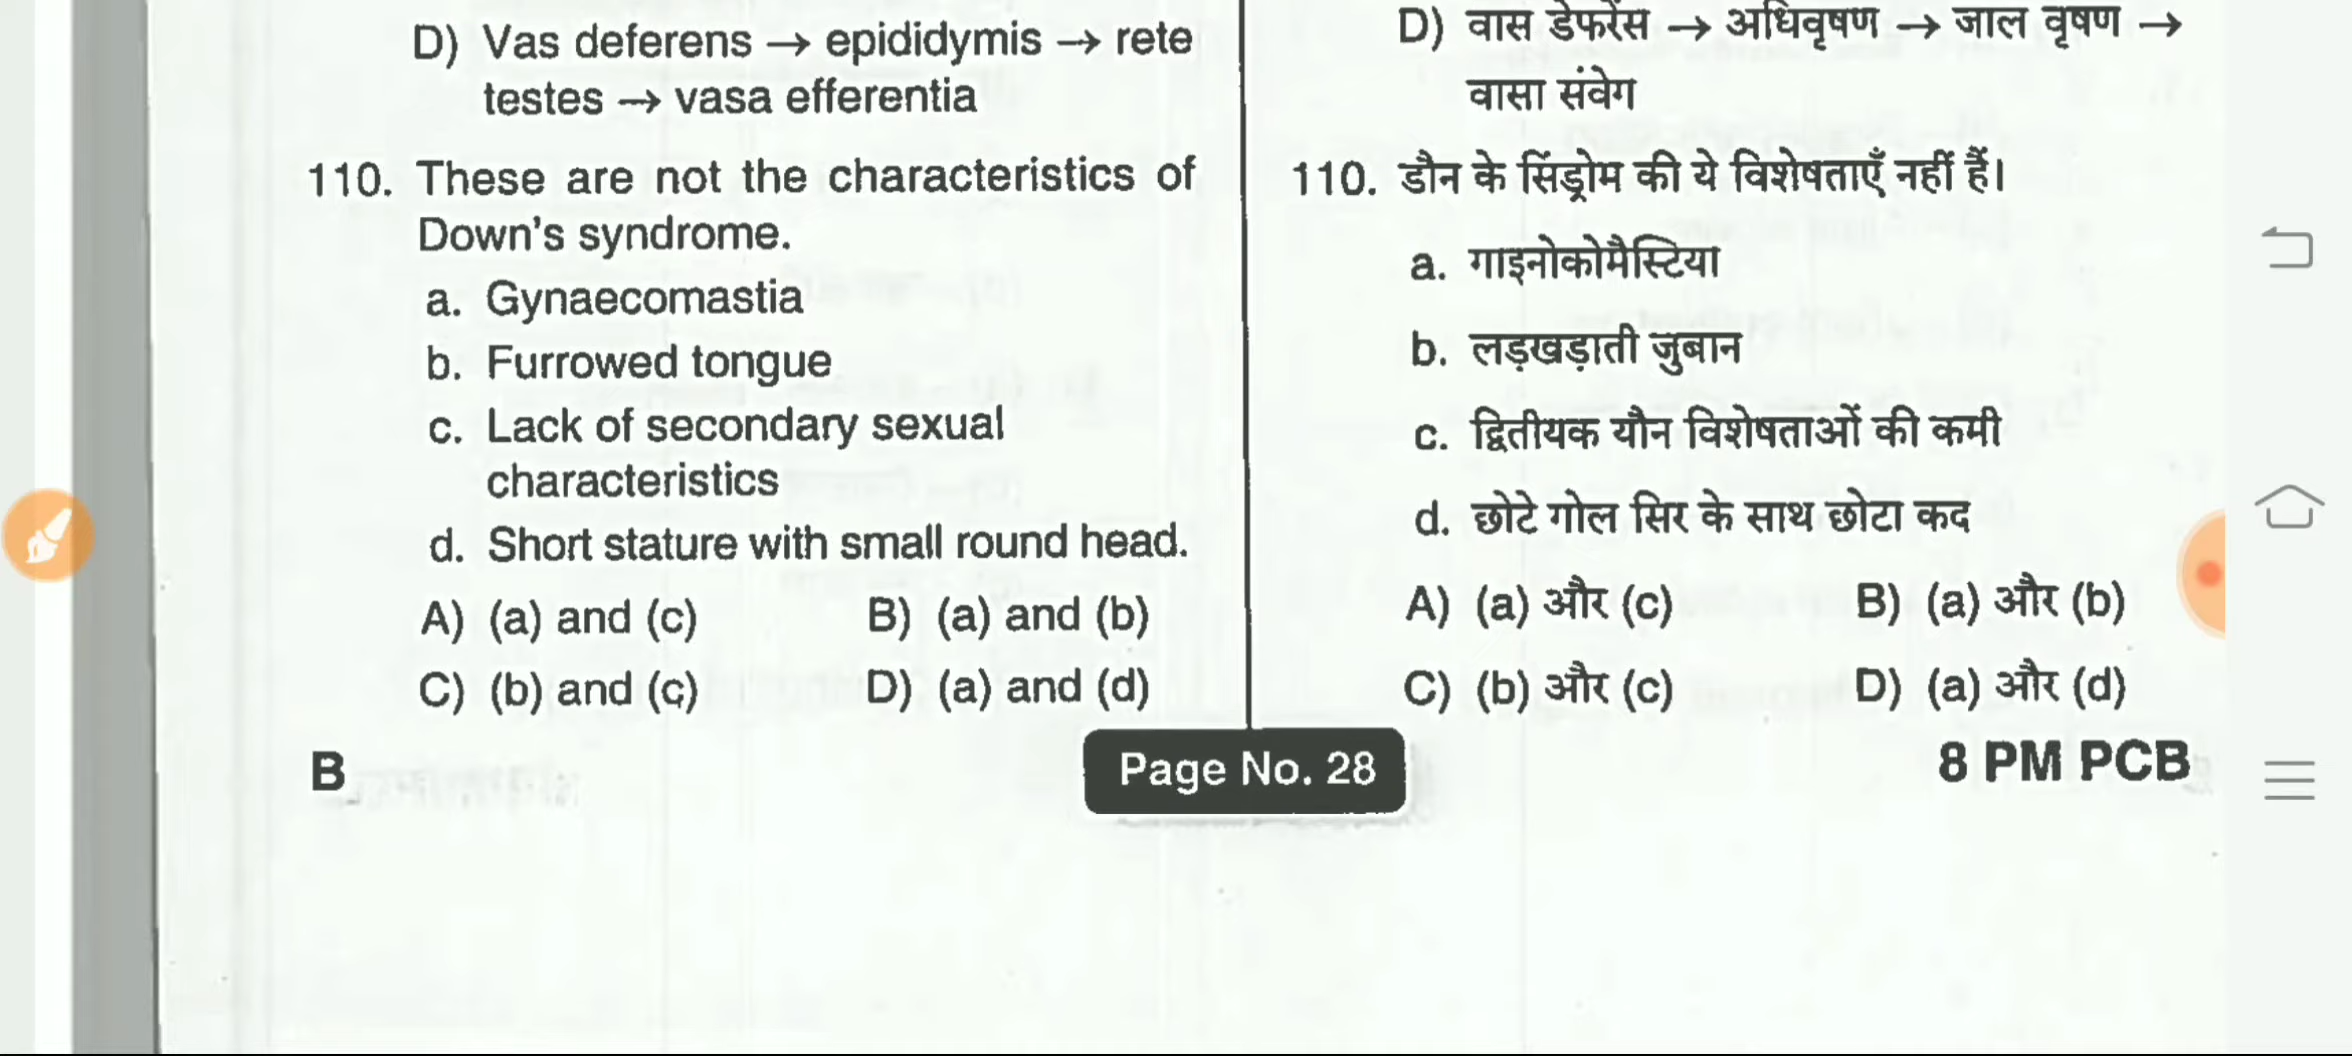 D) Vas deferens → epididymis → rete
testes → vasa efferentia
110. These are not the characteristics of
Down's syndrome.
a. Gynaecomastia
b. Furrowed tongue
c. Lack of secondary sexual
characteristics
d. Short stature with small round head.
A) (a) and (c) B) (a) and (b)
C) (b) and (c) D) (a) and (d)
D) वास डेफरेंस → अधिवृषण → जाल वृषण →
वासा संवेग
110. डौन के सिंड्रोम की ये विशेषताएँ नहीं हैं।
a. गाइनोकोमैस्टिया
b. लड़खड़ाती जुबान
c. द्वितीयक यौन विशेषताओं की कमी
d. छोटे गोल सिर के साथ छोटा कद
A) (a) और (c) B) (a) और (b)
C) (b) और (c) D) (a) और (d)
B Page No. 28 8 PM PCB